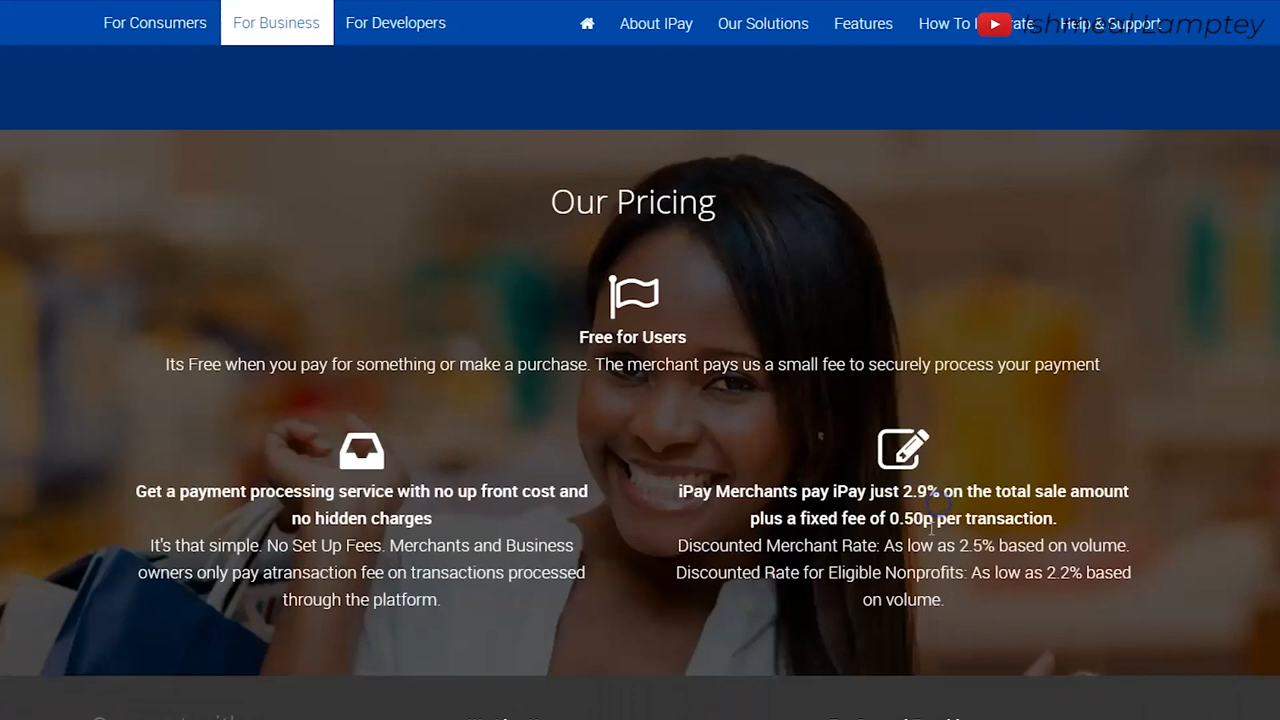 For Consumers For Business For Developers About IPay Our Solutions Features How To Help & Support
Ishmeal Lamptey
Our Pricing
Free for Users
Its Free when you pay for something or make a purchase. The merchant pays us a small fee to securely process your payment
Get a payment processing service with no up front cost and
no hidden charges
It's that simple. No Set Up Fees. Merchants and Business
owners only pay atransaction fee on transactions processed
through the platform.
iPay Merchants pay iPay just 2.9% on the total sale amount
plus a fixed fee of 0.50p per transaction.
Discounted Merchant Rate: As low as 2.5% based on volume.
Discounted Rate for Eligible Nonprofits: As low as 2.2% based
on volume.